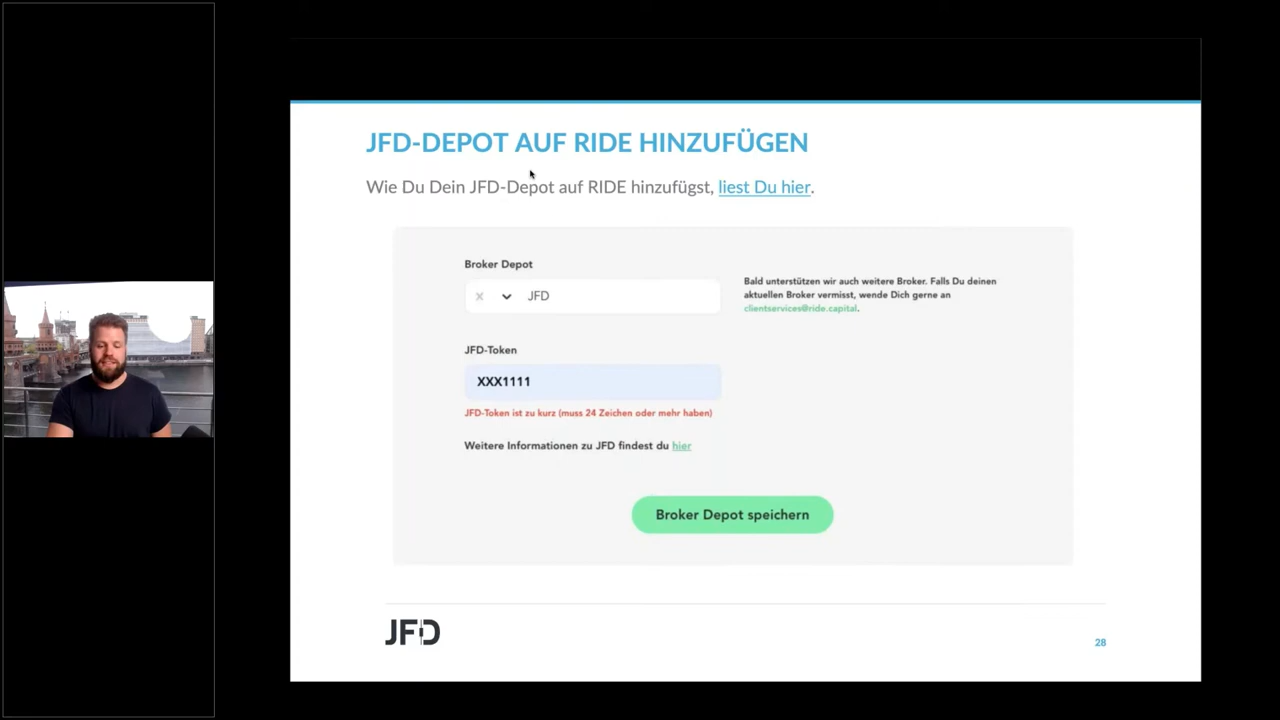 JFD-DEPOT AUF RIDE HINZUFÜGEN
Wie Du Dein JFD-Depot auf RIDE hinzufügst, liest Du hier.
Broker Depot
JFD
Bald unterstützen wir auch weitere Broker. Falls Du deinen
aktuellen Broker vermisst, wende Dich gerne an
clientservices@ride.capital.
JFD-Token
XXX1111
JFD-Token ist zu kurz (muss 24 Zeichen oder mehr haben)
Weitere Informationen zu JFD findest du hier
Broker Depot speichern
JFD
28